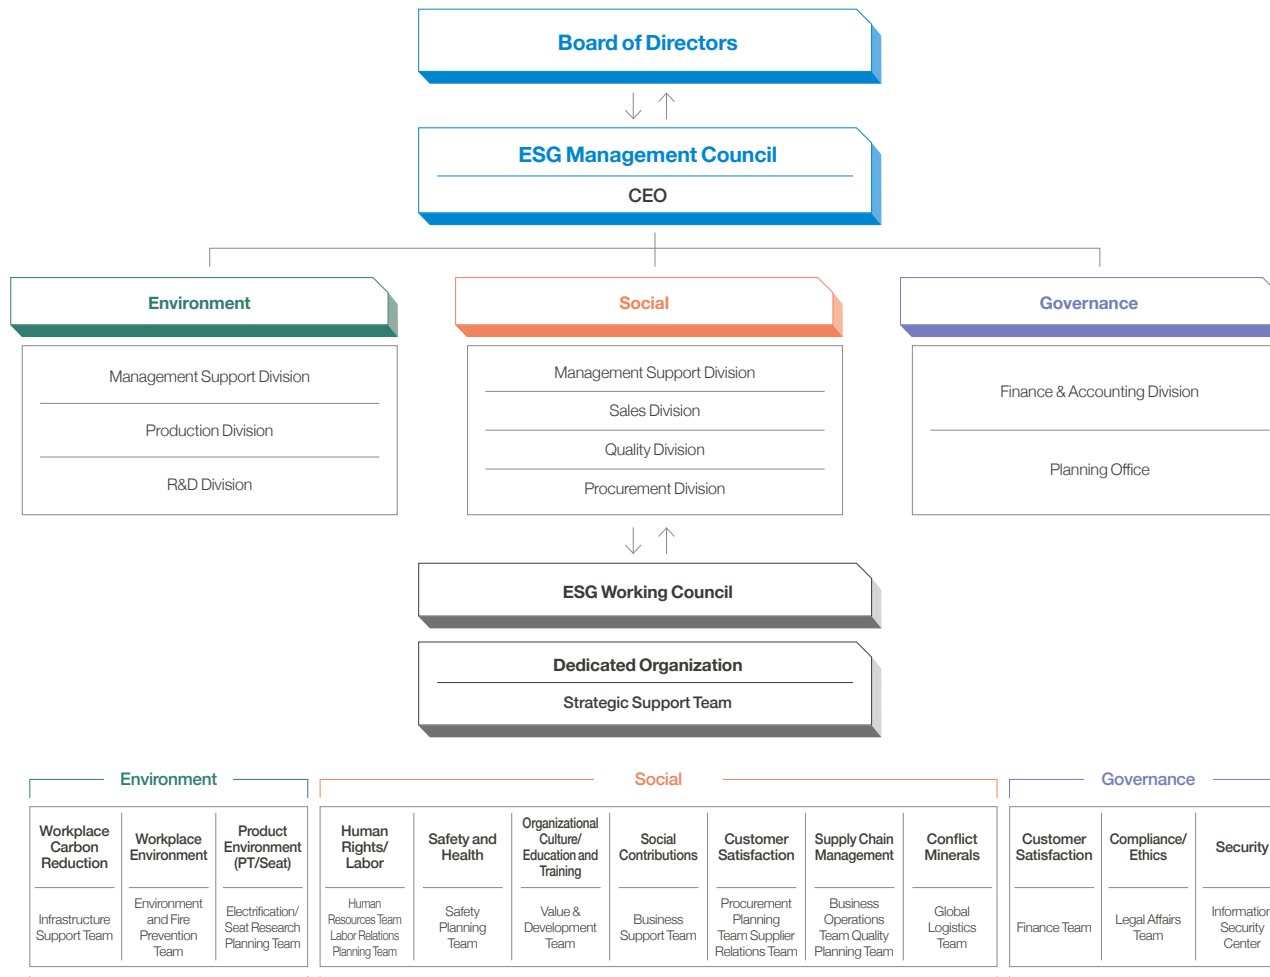 Board of Directors
ESG Management Council
CEO
Environment
Management Support Division
Production Division
R&D Division
Social
Management Support Division
Sales Division
Quality Division
Procurement Division
Governance
Finance & Accounting Division
Planning Office
ESG Working Council
Dedicated Organization
Strategic Support Team
Environment
Workplace
Carbon
Reduction
Infrastructure
Support Team
Workplace
Environment
Environment
and Fire
Prevention
Team
Product
Environment
(PT/Seat)
Electrification/
Seat Research
Planning Team
Social
Human
Rights/
Labor
Human
Resources Team
Labor Relations
Planning Team
Safety and
Health
Safety
Planning
Team
Organizational
Culture/
Education and
Training
Value &
Development
Team
Social
Contributions
Business
Support Team
Customer
Satisfaction
Procurement
Planning
Team Supplier
Relations Team
Supply Chain
Management
Business
Operations
Team Quality
Planning Team
Conflict
Minerals
Global
Logistics
Team
Governance
Customer
Satisfaction
Finance Team
Compliance/
Ethics
Legal Affairs
Team
Security
Information
Security
Center